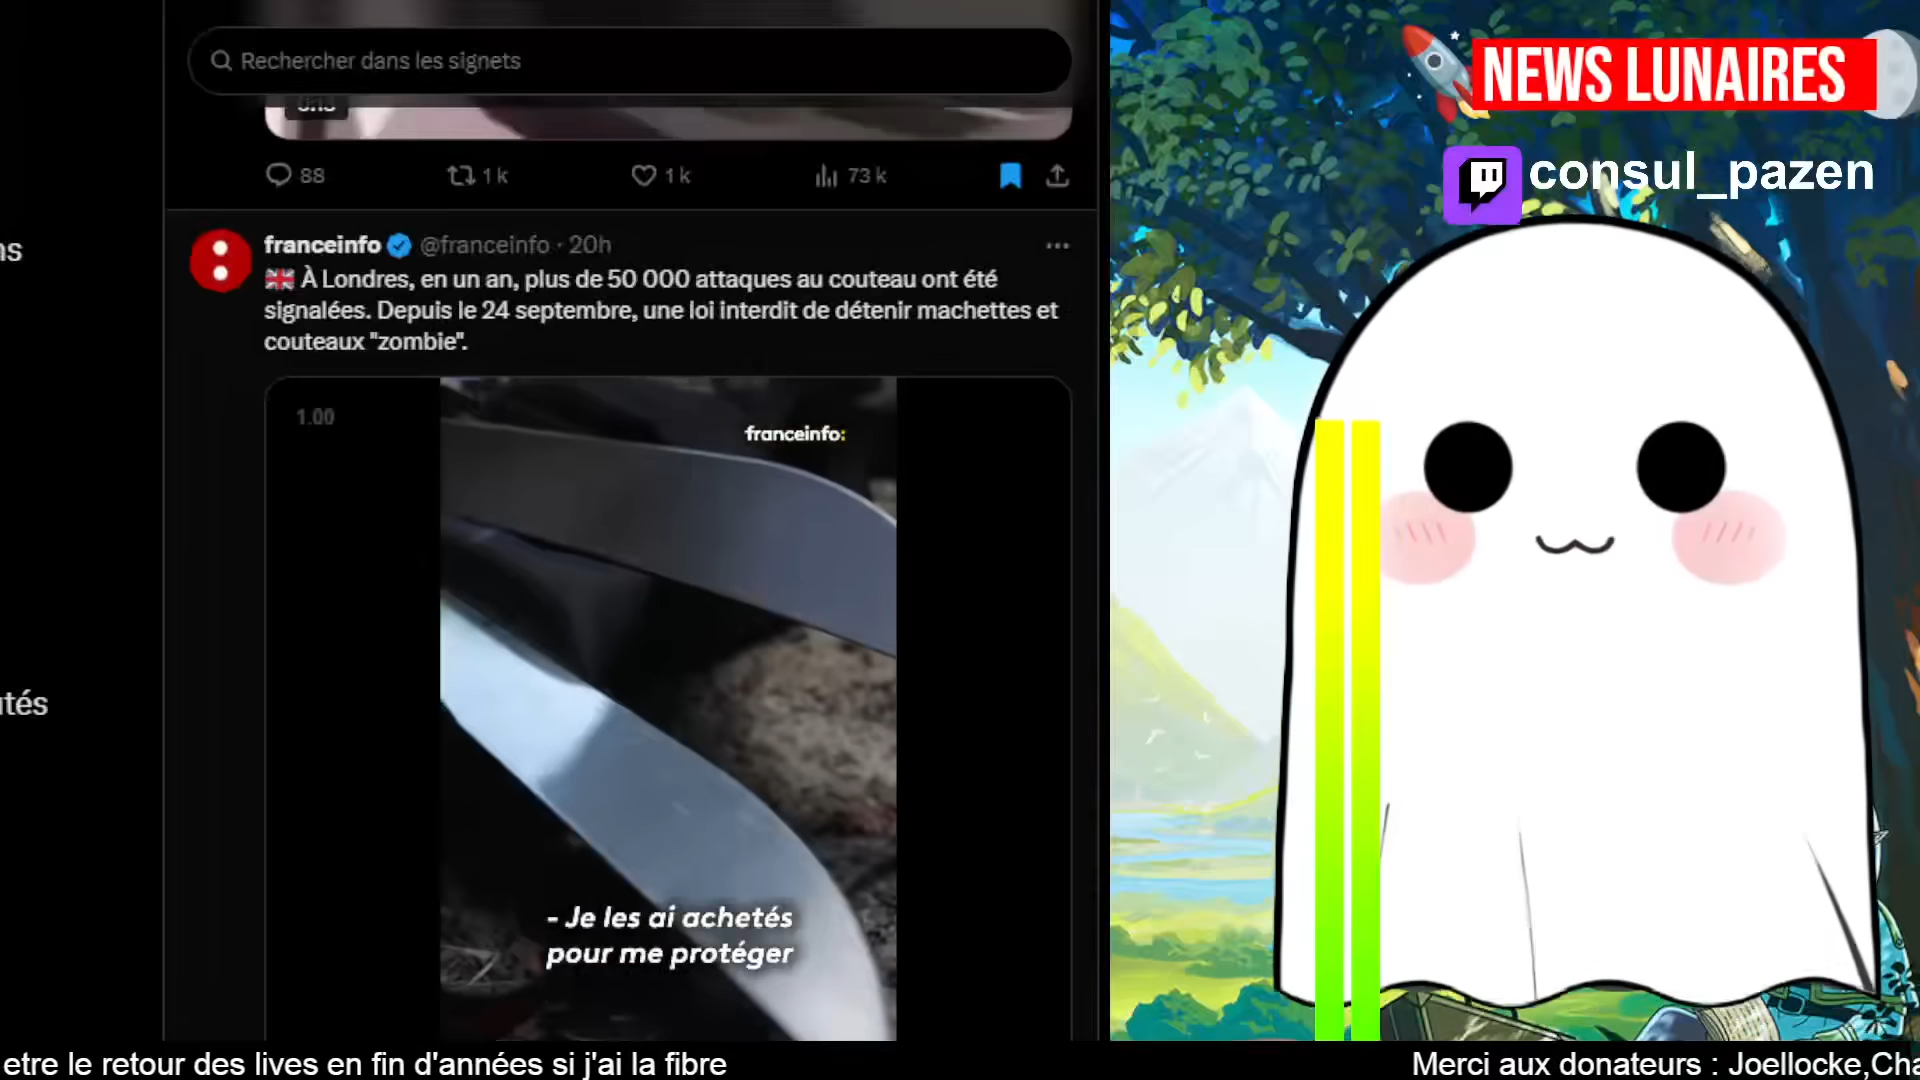 Rechercher dans les signets
88
1 k
1 k
73 k
franceinfo @franceinfo · 20h
À Londres, en un an, plus de 50 000 attaques au couteau ont été
signalées. Depuis le 24 septembre, une loi interdit de détenir machettes et
couteaux "zombie".
1.00
franceinfo:
- Je les ai achetés
pour me protéger
NEWS LUNAIRES
consul_pazen
etre le retour des lives en fin d'années si j'ai la fibre
Merci aux donateurs : Joellocke,Cha